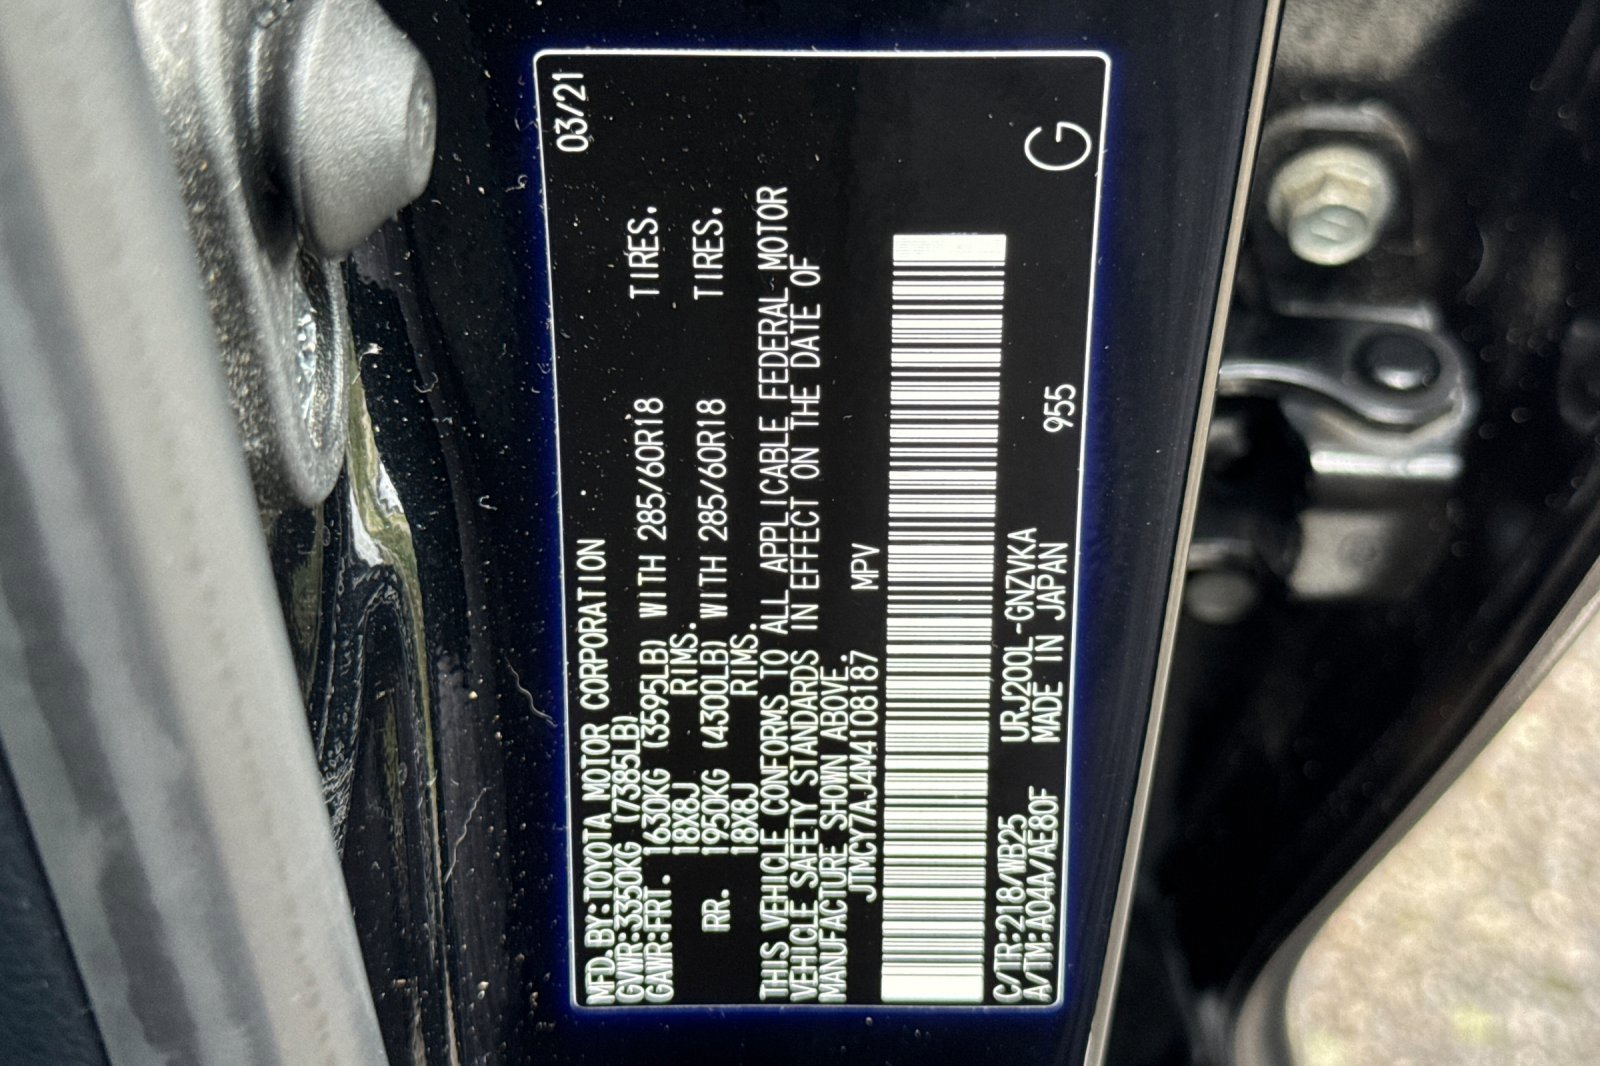 MFD.BY:TOYOTA MOTOR CORPORATION 03/21
GVWR:3350KG (7385LB)
GAWR:FRT. 1630KG (3595LB) WITH 285/60R18 TIRES.
18X8J RIMS.
RR. 1950KG (4300LB) WITH 285/60R18 TIRES.
18X8J RIMS.
THIS VEHICLE CONFORMS TO ALL APPLICABLE FEDERAL MOTOR
VEHICLE SAFETY STANDARDS IN EFFECT ON THE DATE OF
MANUFACTURE SHOWN ABOVE.
JTMCY7AJ4M4108187 MPV
C/TR:218/WB25 URJ200L-GNZVKA
A/TM:A04A/AE80F MADE IN JAPAN 955 G